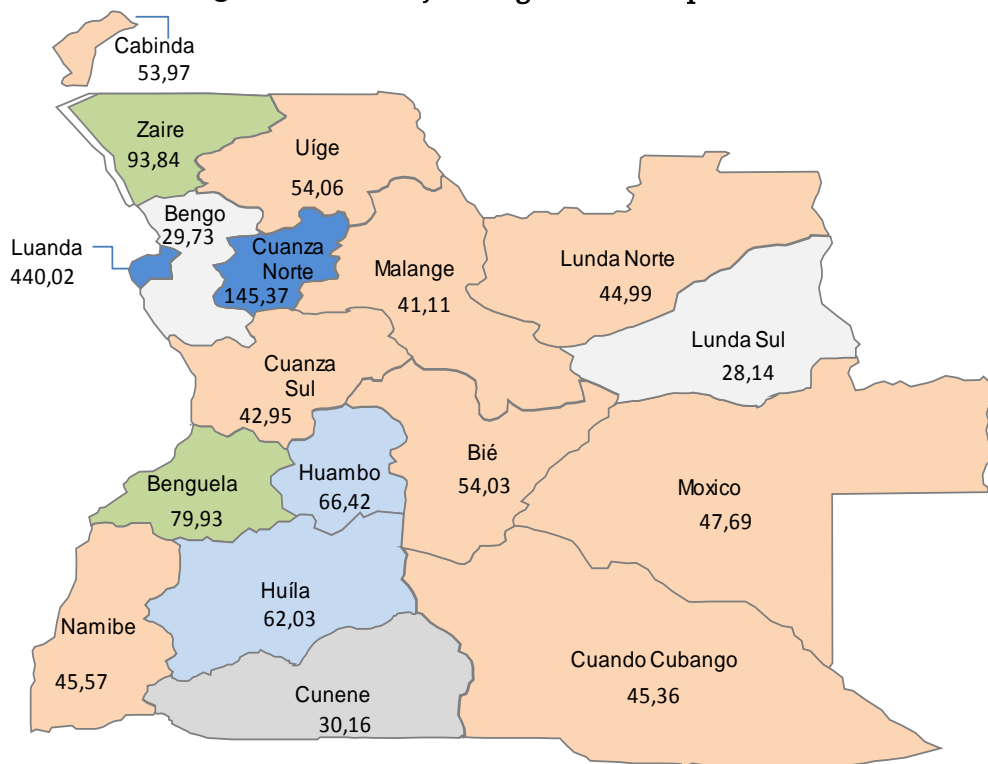 Cabinda
53,97
Zaire
93,84
Uíge
54,06
Bengo
29,73
Luanda
440,02
Cuanza
Norte
145,37
Malange
41,11
Lunda Norte
44,99
Lunda Sul
28,14
Cuanza
Sul
42,95
Benguela
79,93
Huambo
66,42
Bié
54,03
Moxico
47,69
Namibe
45,57
Huíla
62,03
Cunene
30,16
Cuando Cubango
45,36